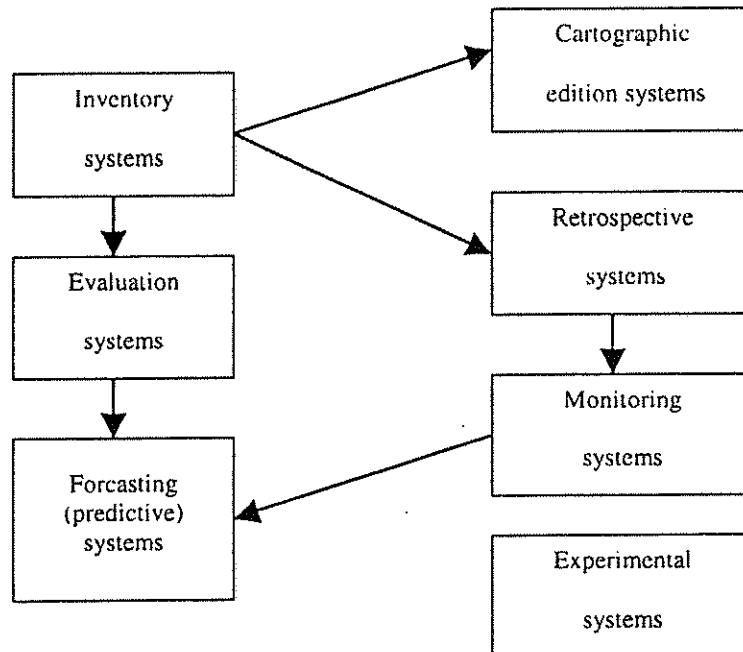 Cartographic
edition systems
Inventory
systems
Retrospective
systems
Evaluation
systems
Monitoring
systems
Forcasting
(predictive)
systems
Experimental
systems